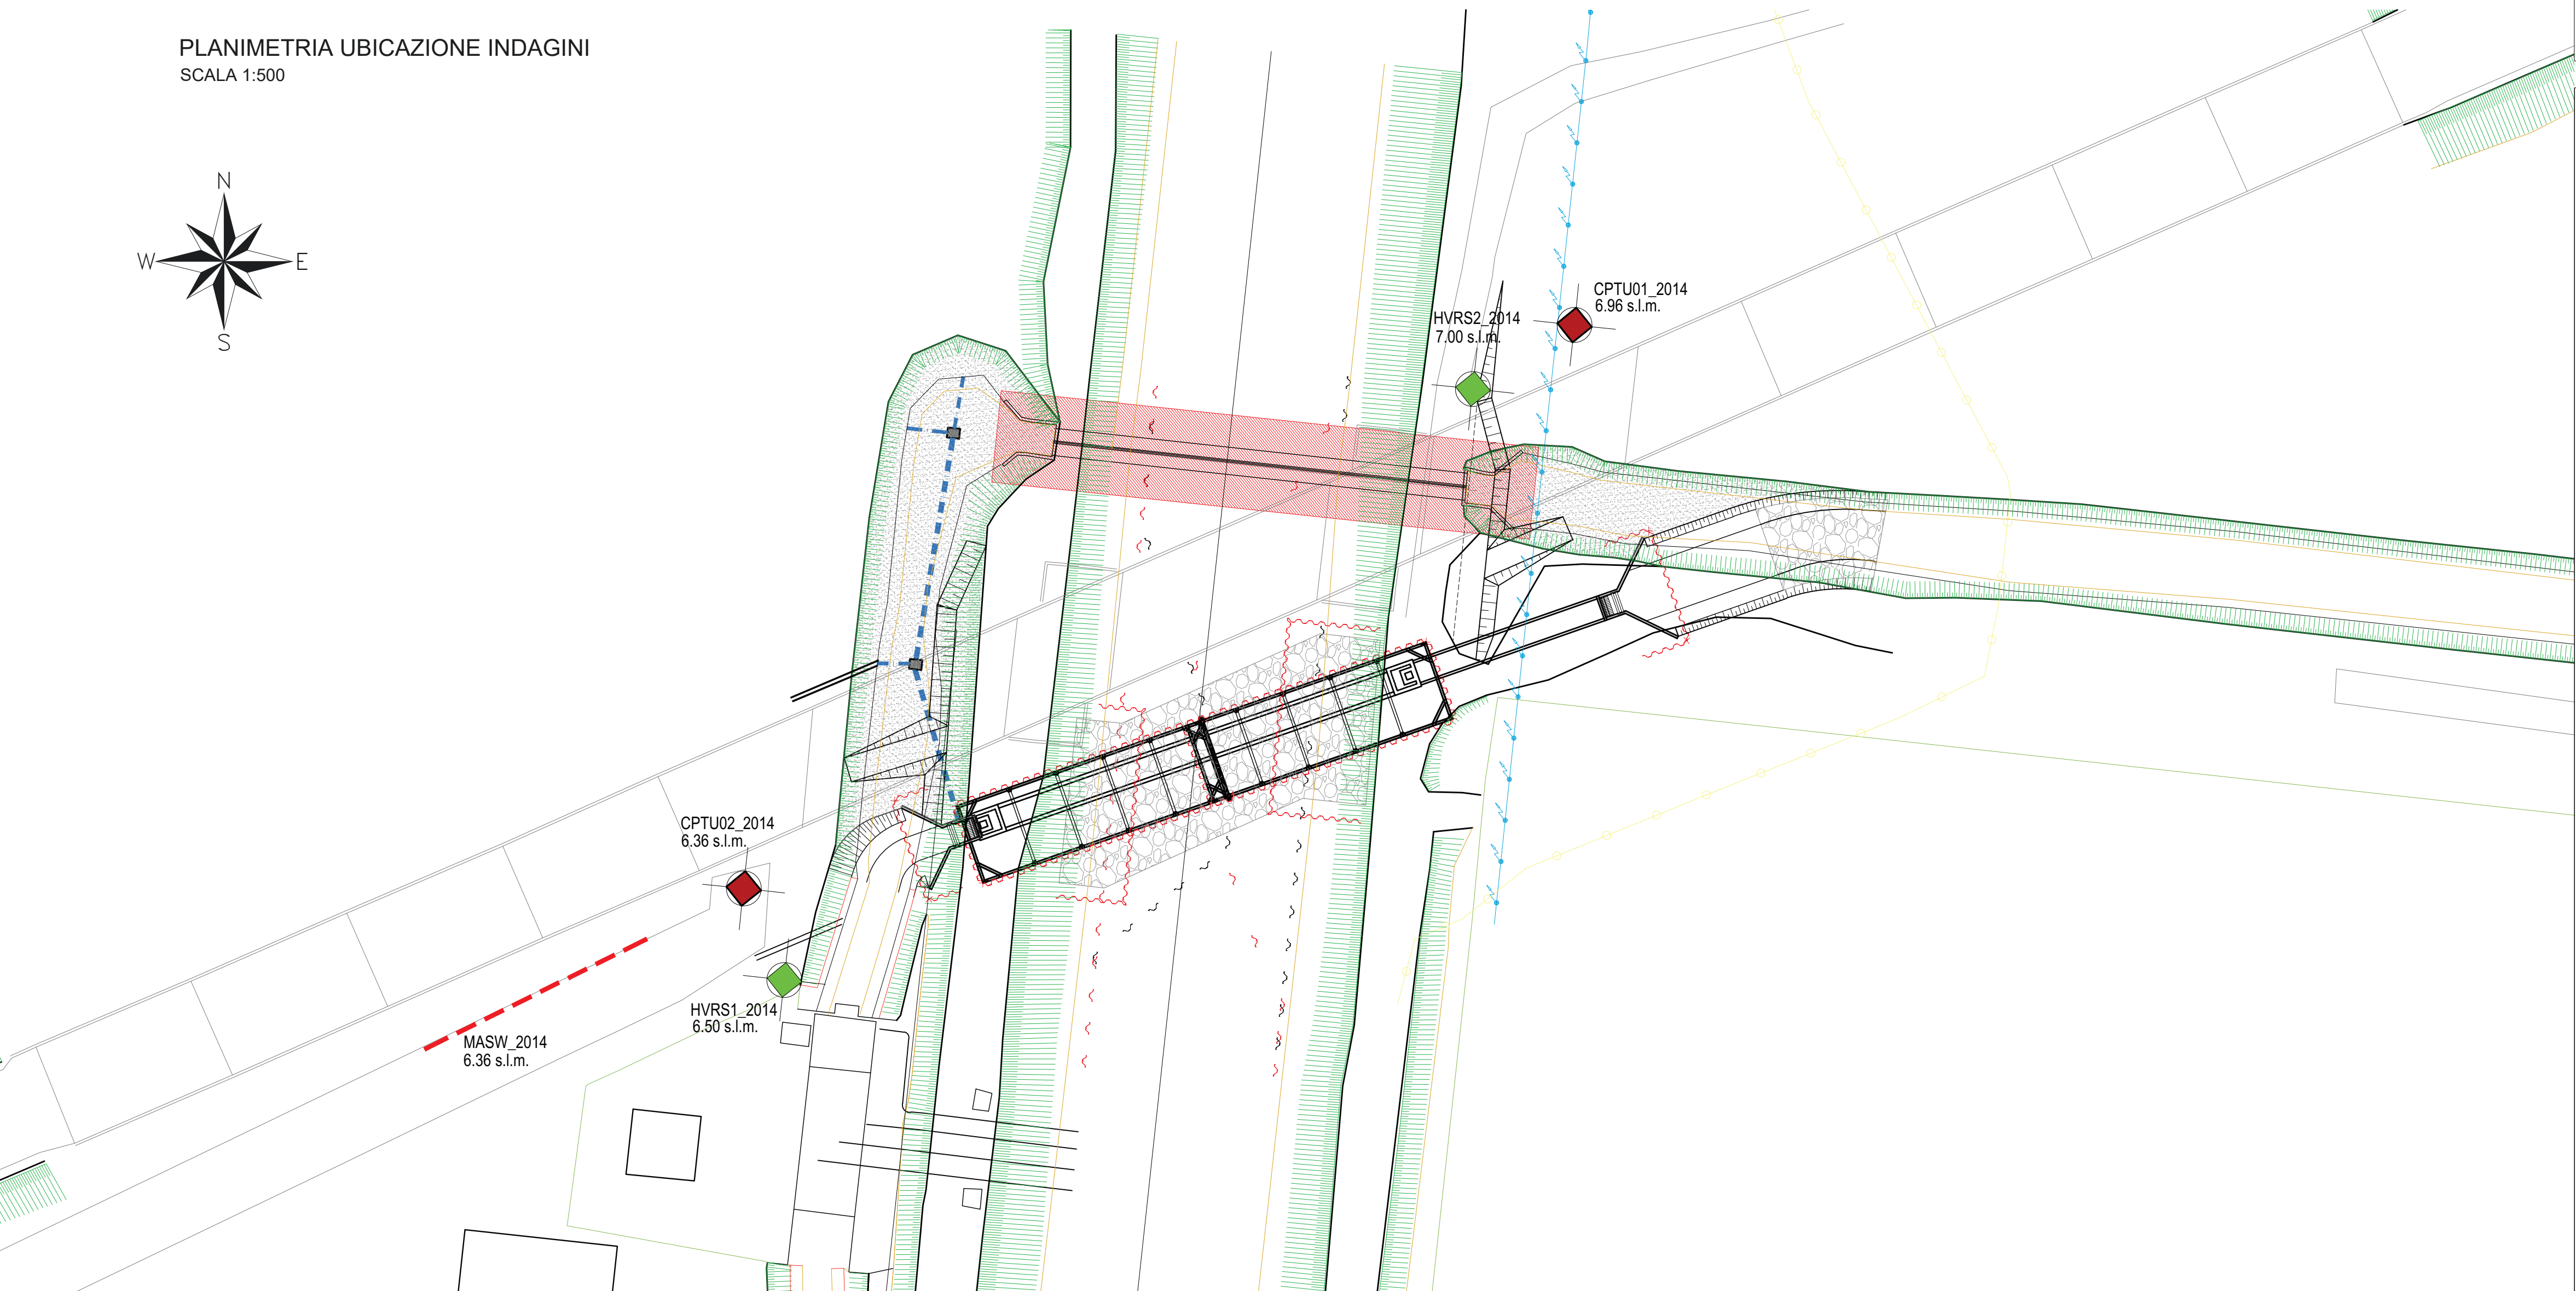 PLANIMETRIA UBICAZIONE INDAGINI
SCALA 1:500
N
W
E
S
CPTU01_2014
6.96 s.l.m.
HVRS2_2014
7.00 s.l.m.
CPTU02_2014
6.36 s.l.m.
HVRS1_2014
6.50 s.l.m.
MASW_2014
6.36 s.l.m.